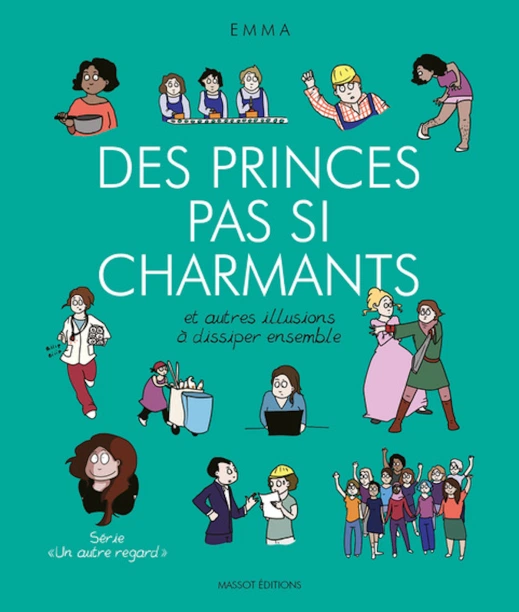 EMMA
DES PRINCES
PAS SI
CHARMANTS
et autres illusions
à dissiper ensemble
Série
«Un autre regard»
MASSOT ÉDITIONS